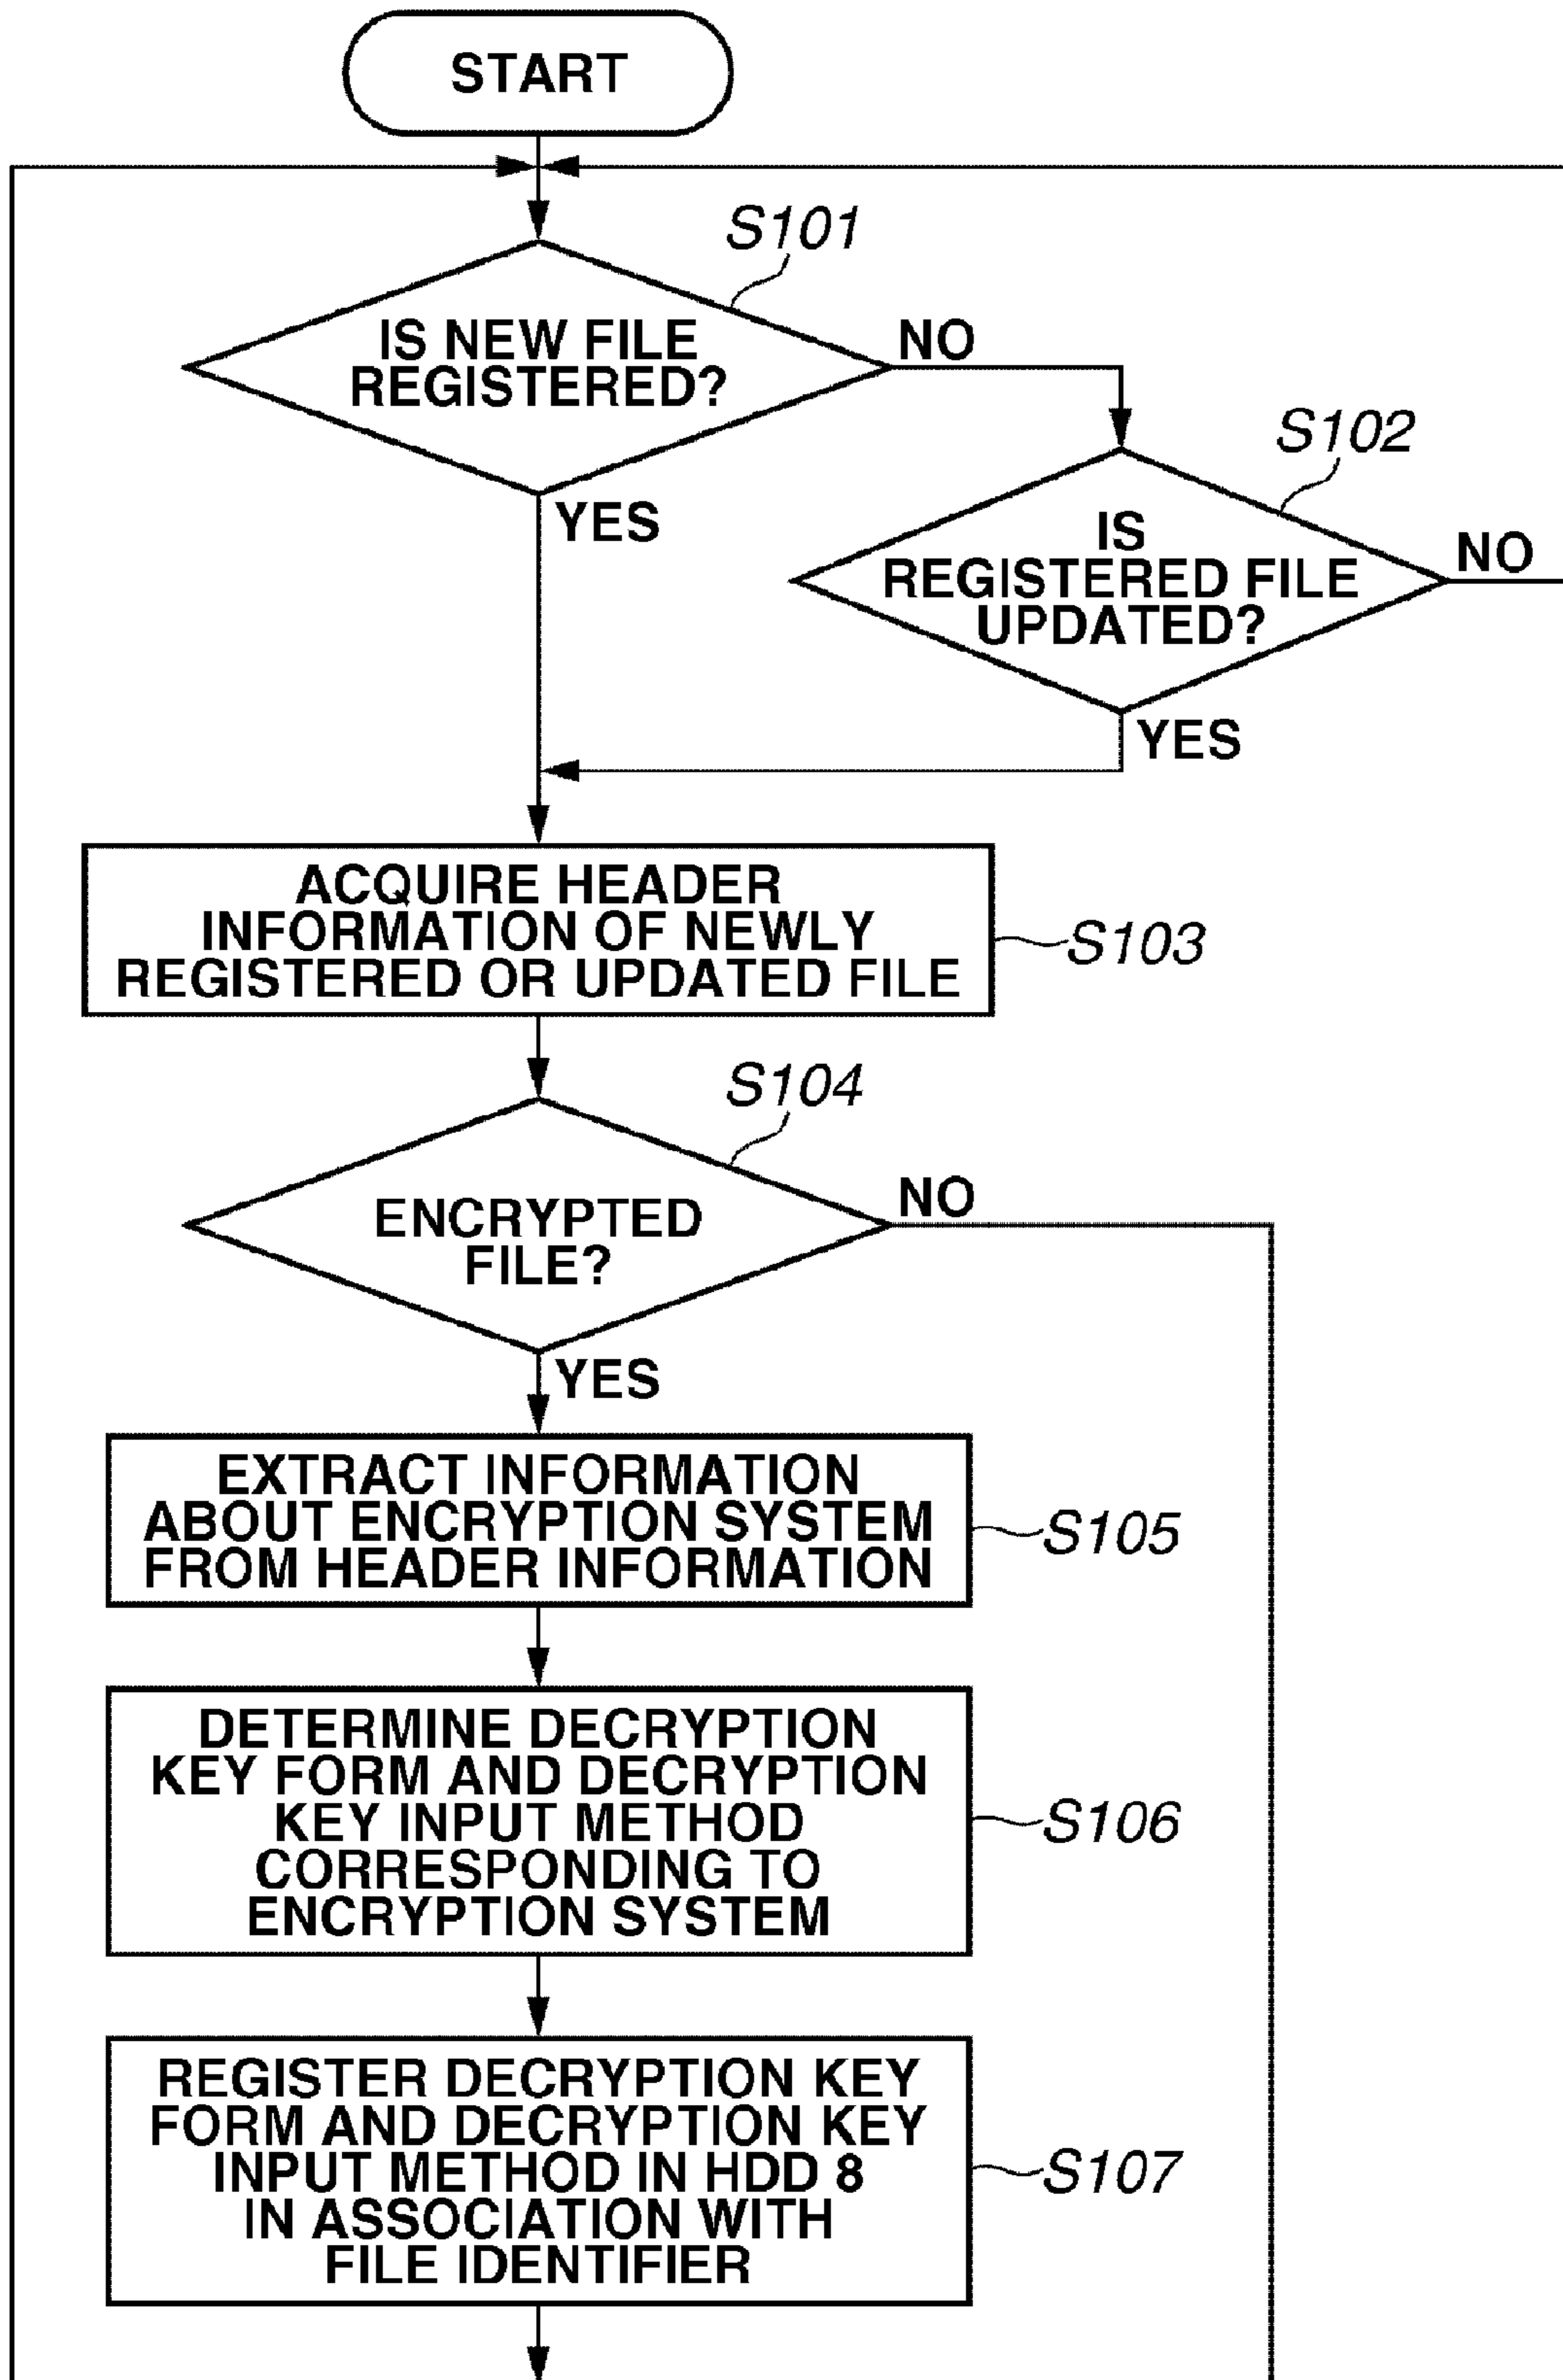 START
S101
IS NEW FILE
REGISTERED?
NO
YES
S102
IS
REGISTERED FILE
UPDATED?
NO
YES
ACQUIRE HEADER
INFORMATION OF NEWLY
REGISTERED OR UPDATED FILE
S103
S104
ENCRYPTED
FILE?
NO
YES
EXTRACT INFORMATION
ABOUT ENCRYPTION SYSTEM
FROM HEADER INFORMATION
S105
DETERMINE DECRYPTION
KEY FORM AND DECRYPTION
KEY INPUT METHOD
CORRESPONDING TO
ENCRYPTION SYSTEM
S106
REGISTER DECRYPTION KEY
FORM AND DECRYPTION KEY
INPUT METHOD IN HDD 8
IN ASSOCIATION WITH
FILE IDENTIFIER
S107